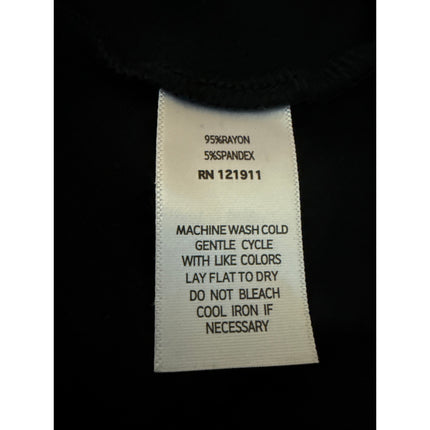 95%RAYON
5%SPANDEX
RN 121911
MACHINE WASH COLD
GENTLE CYCLE
WITH LIKE COLORS
LAY FLAT TO DRY
DO NOT BLEACH
COOL IRON IF
NECESSARY